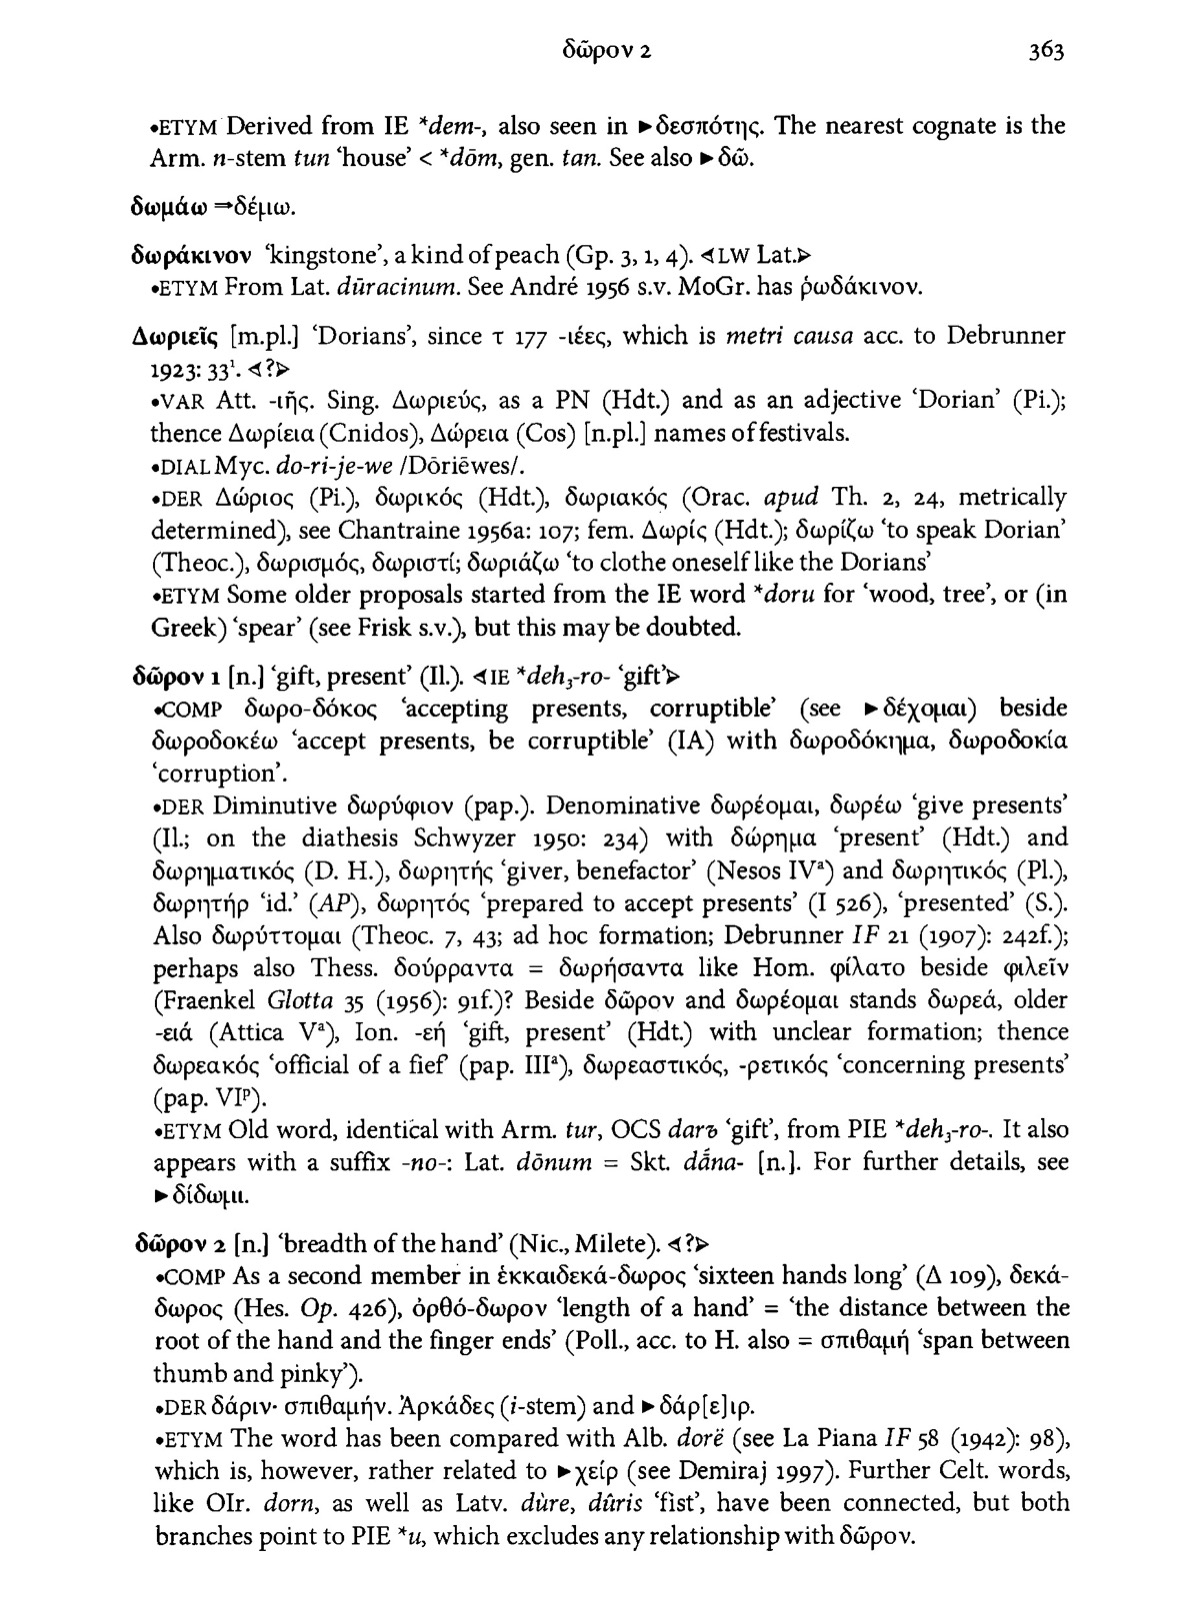 δῶρον 2 363
•ETYM Derived from IE *dem-, also seen in ►δεσπότης. The nearest cognate is the
Arm. n-stem tun ‘house’ < *dōm, gen. tan. See also ►δῶ.
δωμάω ⇒δέμω.
δωράκινον ‘kingstone’, a kind of peach (Gp. 3, 1, 4). ◄LW Lat.►
•ETYM From Lat. dūracinum. See André 1956 s.v. MoGr. has ῥωδάκινον.
Δωριεῖς [m.pl.] ‘Dorians’, since τ 177 -ιέες, which is metri causa acc. to Debrunner
1923: 33¹. ◄?►
•VAR Att. -ιῆς. Sing. Δωριεύς, as a PN (Hdt.) and as an adjective ‘Dorian’ (Pi.);
thence Δωρίεια (Cnidos), Δώρεια (Cos) [n.pl.] names of festivals.
•DIAL Myc. do-ri-je-we /Dōriēwes/.
•DER Δώριος (Pi.), δωρικός (Hdt.), δωριακός (Orac. apud Th. 2, 24, metrically
determined), see Chantraine 1956a: 107; fem. Δωρίς (Hdt.); δωρίζω ‘to speak Dorian’
(Theoc.), δωρισμός, δωριστί; δωριάζω ‘to clothe oneself like the Dorians’
•ETYM Some older proposals started from the IE word *doru for ‘wood, tree’, or (in
Greek) ‘spear’ (see Frisk s.v.), but this may be doubted.
δῶρον 1 [n.] ‘gift, present’ (Il.). ◄IE *deh₃-ro- ‘gift’►
•COMP δωρο-δόκος ‘accepting presents, corruptible’ (see ►δέχομαι) beside
δωροδοκέω ‘accept presents, be corruptible’ (IA) with δωροδόκημα, δωροδοκία
‘corruption’.
•DER Diminutive δωρύφιον (pap.). Denominative δωρέομαι, δωρέω ‘give presents’
(Il.; on the diathesis Schwyzer 1950: 234) with δώρημα ‘present’ (Hdt.) and
δωρηματικός (D. H.), δωρητής ‘giver, benefactor’ (Nesos IVᵃ) and δωρητικός (Pl.),
δωρητήρ ‘id.’ (AP), δωρητός ‘prepared to accept presents’ (I 526), ‘presented’ (S.).
Also δωρύττομαι (Theoc. 7, 43; ad hoc formation; Debrunner IF 21 (1907): 242f.);
perhaps also Thess. δούρραντα = δωρήσαντα like Hom. φίλατο beside φιλεῖν
(Fraenkel Glotta 35 (1956): 91f.)? Beside δῶρον and δωρέομαι stands δωρεά, older
-ειά (Attica Vᵃ), Ion. -εή ‘gift, present’ (Hdt.) with unclear formation; thence
δωρεακός ‘official of a fief’ (pap. IIIᵃ), δωρεαστικός, -ρετικός ‘concerning presents’
(pap. VIᵖ).
•ETYM Old word, identical with Arm. tur, OCS darъ ‘gift’, from PIE *deh₃-ro-. It also
appears with a suffix -no-: Lat. dōnum = Skt. dā́na- [n.]. For further details, see
►δίδωμι.
δῶρον 2 [n.] ‘breadth of the hand’ (Nic., Milete). ◄?►
•COMP As a second member in ἑκκαιδεκά-δωρος ‘sixteen hands long’ (Δ 109), δεκά-
δωρος (Hes. Op. 426), ὀρθό-δωρον ‘length of a hand’ = ‘the distance between the
root of the hand and the finger ends’ (Poll., acc. to H. also = σπιθαμή ‘span between
thumb and pinky’).
•DER δάριν· σπιθαμήν. Ἀρκάδες (i-stem) and ►δάρ[ε]ιρ.
•ETYM The word has been compared with Alb. dorë (see La Piana IF 58 (1942): 98),
which is, however, rather related to ►χείρ (see Demiraj 1997). Further Celt. words,
like OIr. dorn, as well as Latv. dùre, dûris ‘fist’, have been connected, but both
branches point to PIE *u, which excludes any relationship with δῶρον.